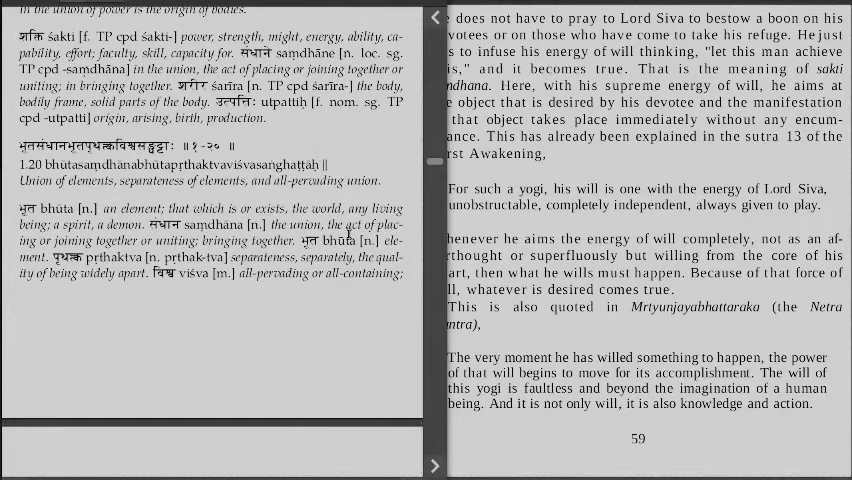 In the union of power is the origin of bodies.
शक्ति śakti [f. TP cpd śakti-] power, strength, might, energy, ability, ca-
pability, effort; faculty, skill, capacity for. संधाने saṃdhāne [n. loc. sg.
TP cpd -saṃdhāna] in the union, the act of placing or joining together or
uniting; in bringing together. शरीर śarīra [n. TP cpd śarīra-] the body,
bodily frame, solid parts of the body. उत्पत्तिः utpattiḥ [f. nom. sg. TP
cpd -utpatti] origin, arising, birth, production.
भूतसंधानभूतपृथक्त्वविश्वसङ्घट्टाः ॥१-२०॥
1.20 bhūtasaṃdhānabhūtapṛthaktvaviśvasaṅghaṭṭāḥ ||
Union of elements, separateness of elements, and all-pervading union.
भूत bhūta [n.] an element; that which is or exists, the world, any living
being; a spirit, a demon. संधान saṃdhāna [n.] the union, the act of plac-
ing or joining together or uniting; bringing together. भूत bhūta [n.] ele-
ment. पृथक्त्व pṛthaktva [n. pṛthak-tva] separateness, separately, the qual-
ity of being widely apart. विश्व viśva [m.] all-pervading or all-containing;
e does not have to pray to Lord Siva to bestow a boon on his
votees or on those who have come to take his refuge. He just
s to infuse his energy of will thinking, "let this man achieve
is," and it becomes true. That is the meaning of sakti
ndhana. Here, with his supreme energy of will, he aims at
e object that is desired by his devotee and the manifestation
that object takes place immediately without any encum-
ance. This has already been explained in the sutra 13 of the
rst Awakening,
For such a yogi, his will is one with the energy of Lord Siva,
unobstructable, completely independent, always given to play.
henever he aims the energy of will completely, not as an af-
rthought or superfluously but willing from the core of his
art, then what he wills must happen. Because of that force of
ll, whatever is desired comes true.
This is also quoted in Mrtyunjayabhattaraka (the Netra
ntra),
The very moment he has willed something to happen, the power
of that will begins to move for its accomplishment. The will of
this yogi is faultless and beyond the imagination of a human
being. And it is not only will, it is also knowledge and action.
59